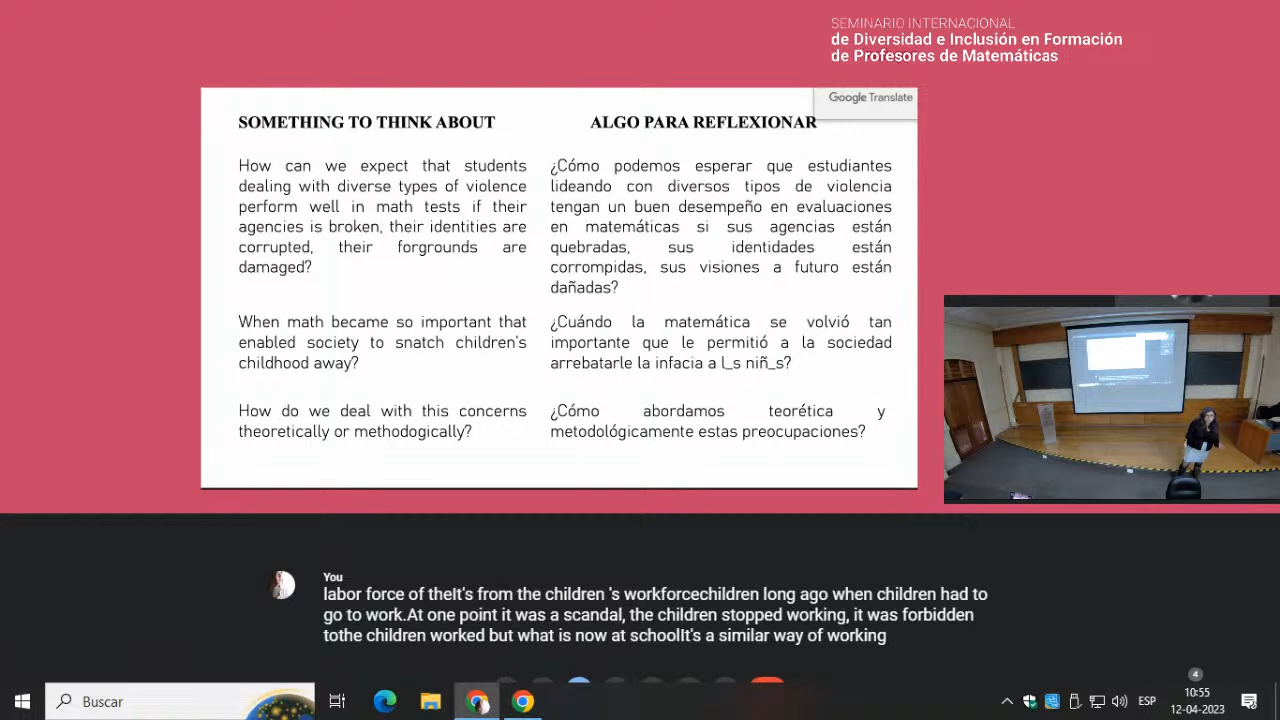 SEMINARIO INTERNACIONAL
de Diversidad e Inclusión en Formación
de Profesores de Matemáticas
Google Translate
SOMETHING TO THINK ABOUT
How can we expect that students
dealing with diverse types of violence
perform well in math tests if their
agencies is broken, their identities are
corrupted, their forgrounds are
damaged?
When math became so important that
enabled society to snatch children's
childhood away?
How do we deal with this concerns
theoretically or methodogically?
ALGO PARA REFLEXIONAR
¿Cómo podemos esperar que estudiantes
lideando con diversos tipos de violencia
tengan un buen desempeño en evaluaciones
en matemáticas si sus agencias están
quebradas, sus identidades están
corrompidas, sus visiones a futuro están
dañadas?
¿Cuándo la matemática se volvió tan
importante que le permitió a la sociedad
arrebatarle la infacia a l_s niñ_s?
¿Cómo abordamos teorética y
metodológicamente estas preocupaciones?
You
labor force of theIt's from the children 's workforcechildren long ago when children had to
go to work.At one point it was a scandal, the children stopped working, it was forbidden
tothe children worked but what is now at schoolIt's a similar way of working
Buscar
4
ESP
10:55
12-04-2023